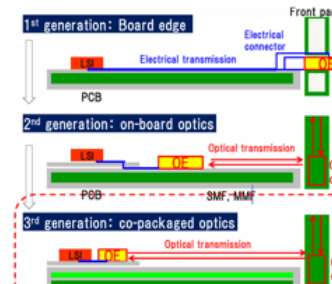 Front pa
1st generation: Board edge
Electrical
connector
LSI
Electrical transmission
OE
PCB
2nd generation: on-board optics
Optical transmission
LSI
OE
PCB
SMF, MMF
3rd generation: co-packaged optics
Optical transmission
LSI
OE